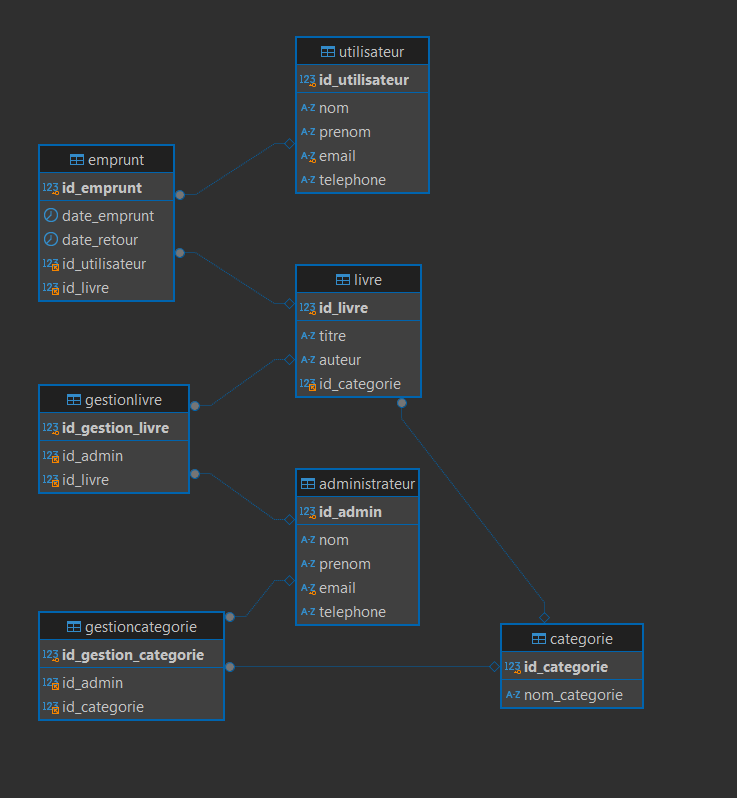 utilisateur
123 id_utilisateur
A-Z nom
A-Z prenom
A-Z email
A-Z telephone
emprunt
123 id_emprunt
date_emprunt
date_retour
123 id_utilisateur
123 id_livre
livre
123 id_livre
A-Z titre
A-Z auteur
123 id_categorie
gestionlivre
123 id_gestion_livre
123 id_admin
123 id_livre
administrateur
123 id_admin
A-Z nom
A-Z prenom
A-Z email
A-Z telephone
gestioncategorie
123 id_gestion_categorie
123 id_admin
123 id_categorie
categorie
123 id_categorie
A-Z nom_categorie